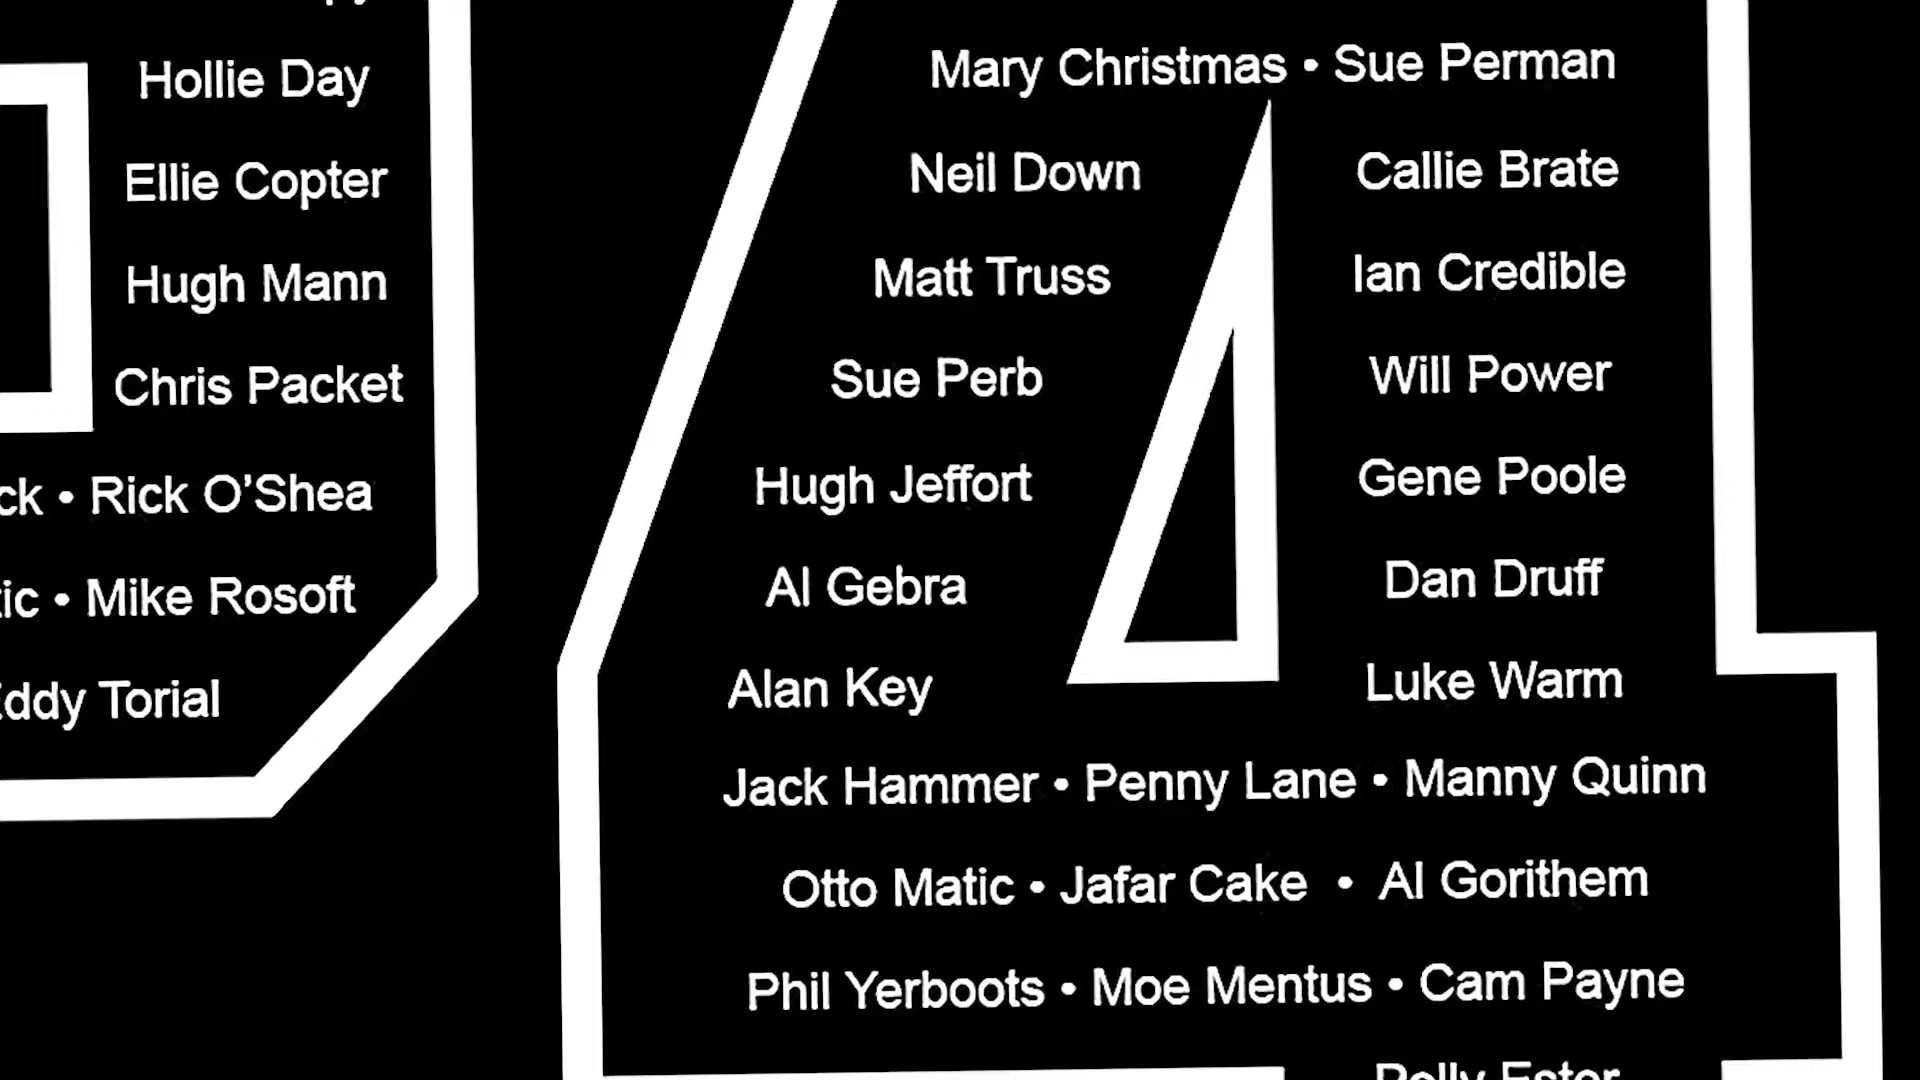 Hollie Day
Ellie Copter
Hugh Mann
Chris Packet
• Rick O'Shea
• Mike Rosoft
Torial
Mary Christmas • Sue Perman
Neil Down
Callie Brate
Matt Truss
Ian Credible
Sue Perb
Will Power
Hugh Jeffort
Gene Poole
Al Gebra
Dan Druff
Alan Key
Luke Warm
Jack Hammer • Penny Lane • Manny Quinn
Otto Matic • Jafar Cake • Al Gorithem
Phil Yerboots • Moe Mentus • Cam Payne
Polly Ester